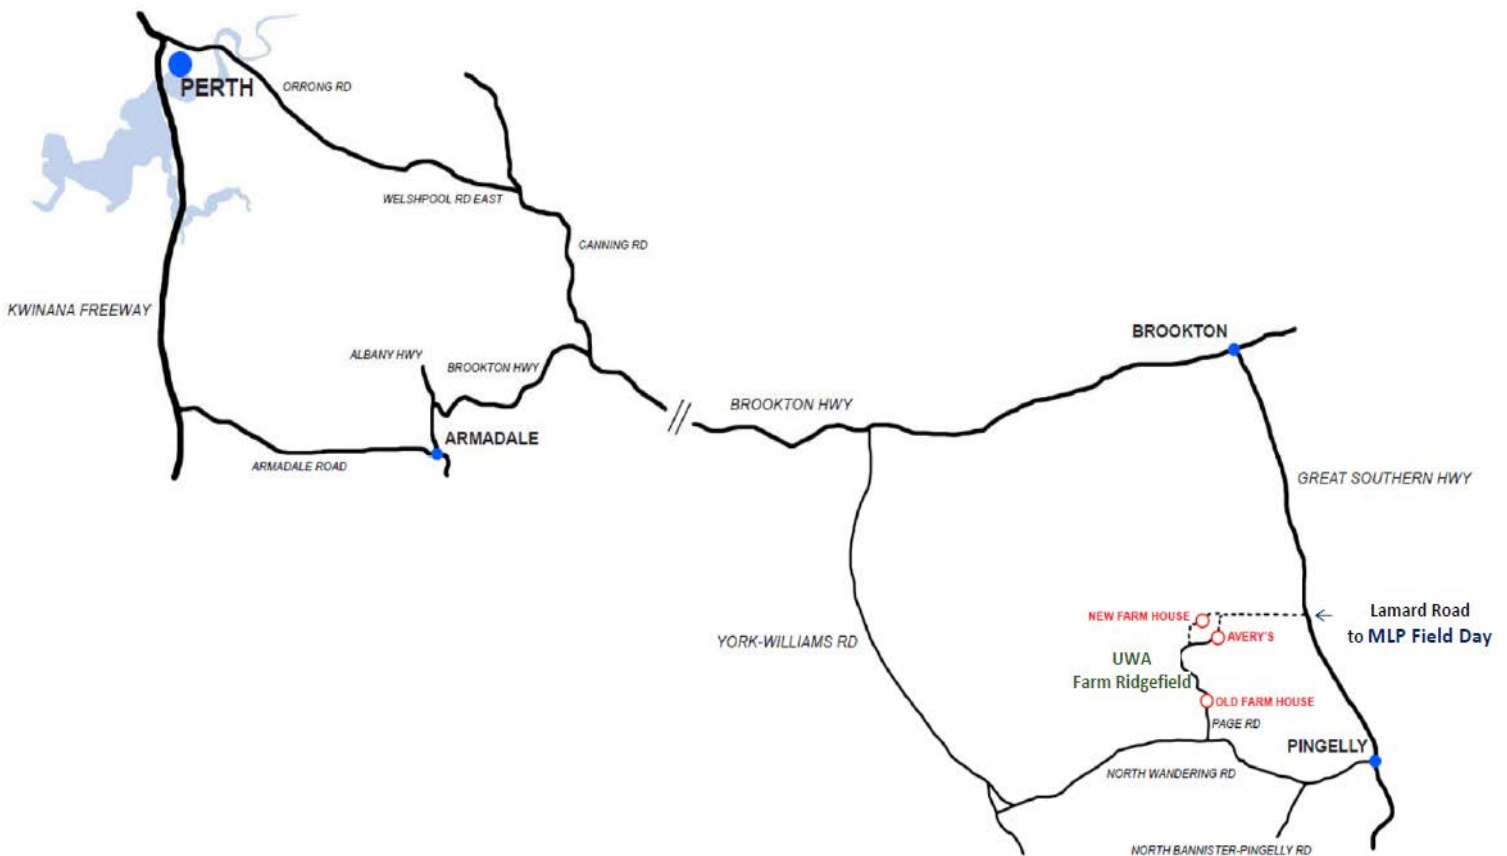 PERTH
ORRONG RD
WELSHPOOL RD EAST
CANNING RD
KWINANA FREEWAY
BROOKTON
ALBANY HWY
BROOKTON HWY
BROOKTON HWY
ARMADALE
ARMADALE ROAD
GREAT SOUTHERN HWY
NEW FARM HOUSE
Lamard Road
to MLP Field Day
AVERY'S
YORK-WILLIAMS RD
UWA
Farm Ridgefield
OLD FARM HOUSE
PAGE RD
PINGELLY
NORTH WANDERING RD
NORTH BANNISTER-PINGELLY RD